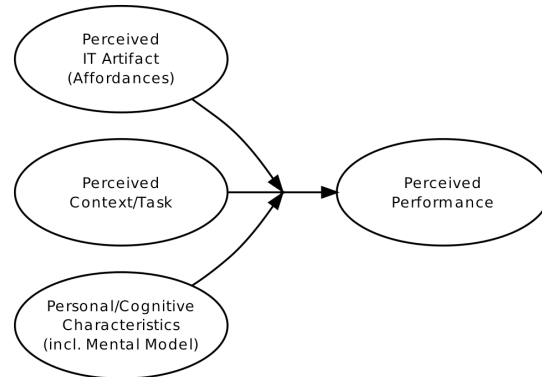 Perceived
IT Artifact
(Affordances)
Perceived
Context/Task
Perceived
Performance
Personal/Cognitive
Characteristics
(incl. Mental Model)